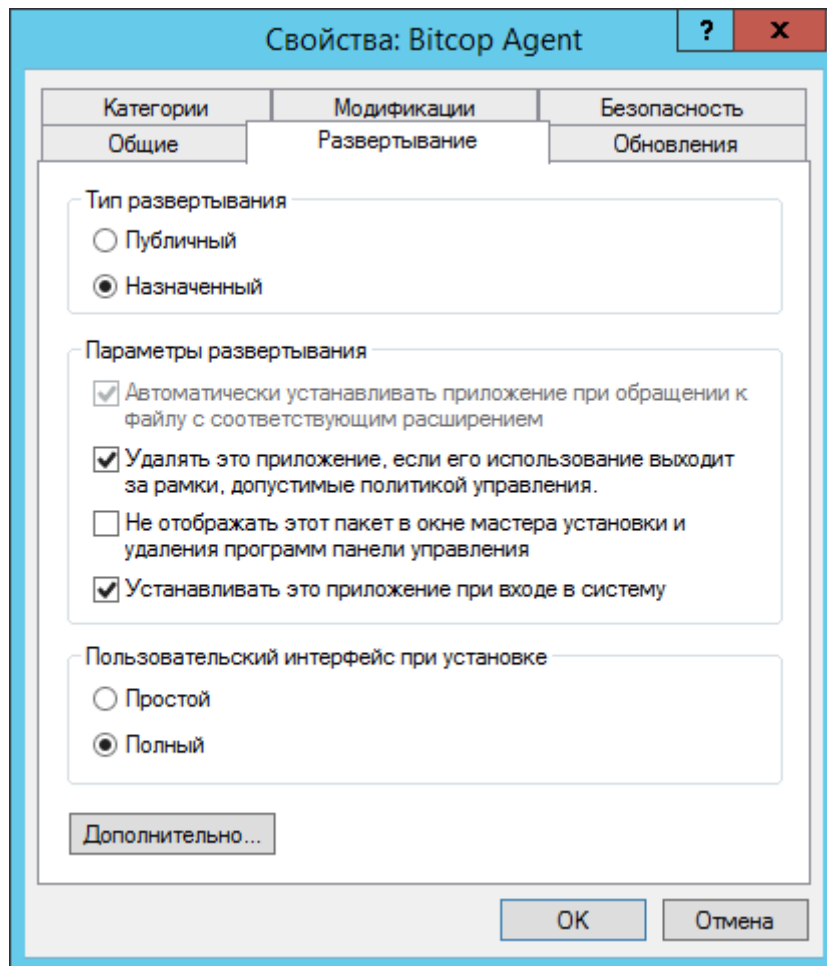 Свойства: Bitcop Agent
?
x
Категории
Модификации
Безопасность
Общие
Развертывание
Обновления
Тип развертывания
Публичный
Назначенный
Параметры развертывания
Автоматически устанавливать приложение при обращении к
файлу с соответствующим расширением
Удалять это приложение, если его использование выходит
за рамки, допустимые политикой управления.
Не отображать этот пакет в окне мастера установки и
удаления программ панели управления
Устанавливать это приложение при входе в систему
Пользовательский интерфейс при установке
Простой
Полный
Дополнительно...
ОК
Отмена